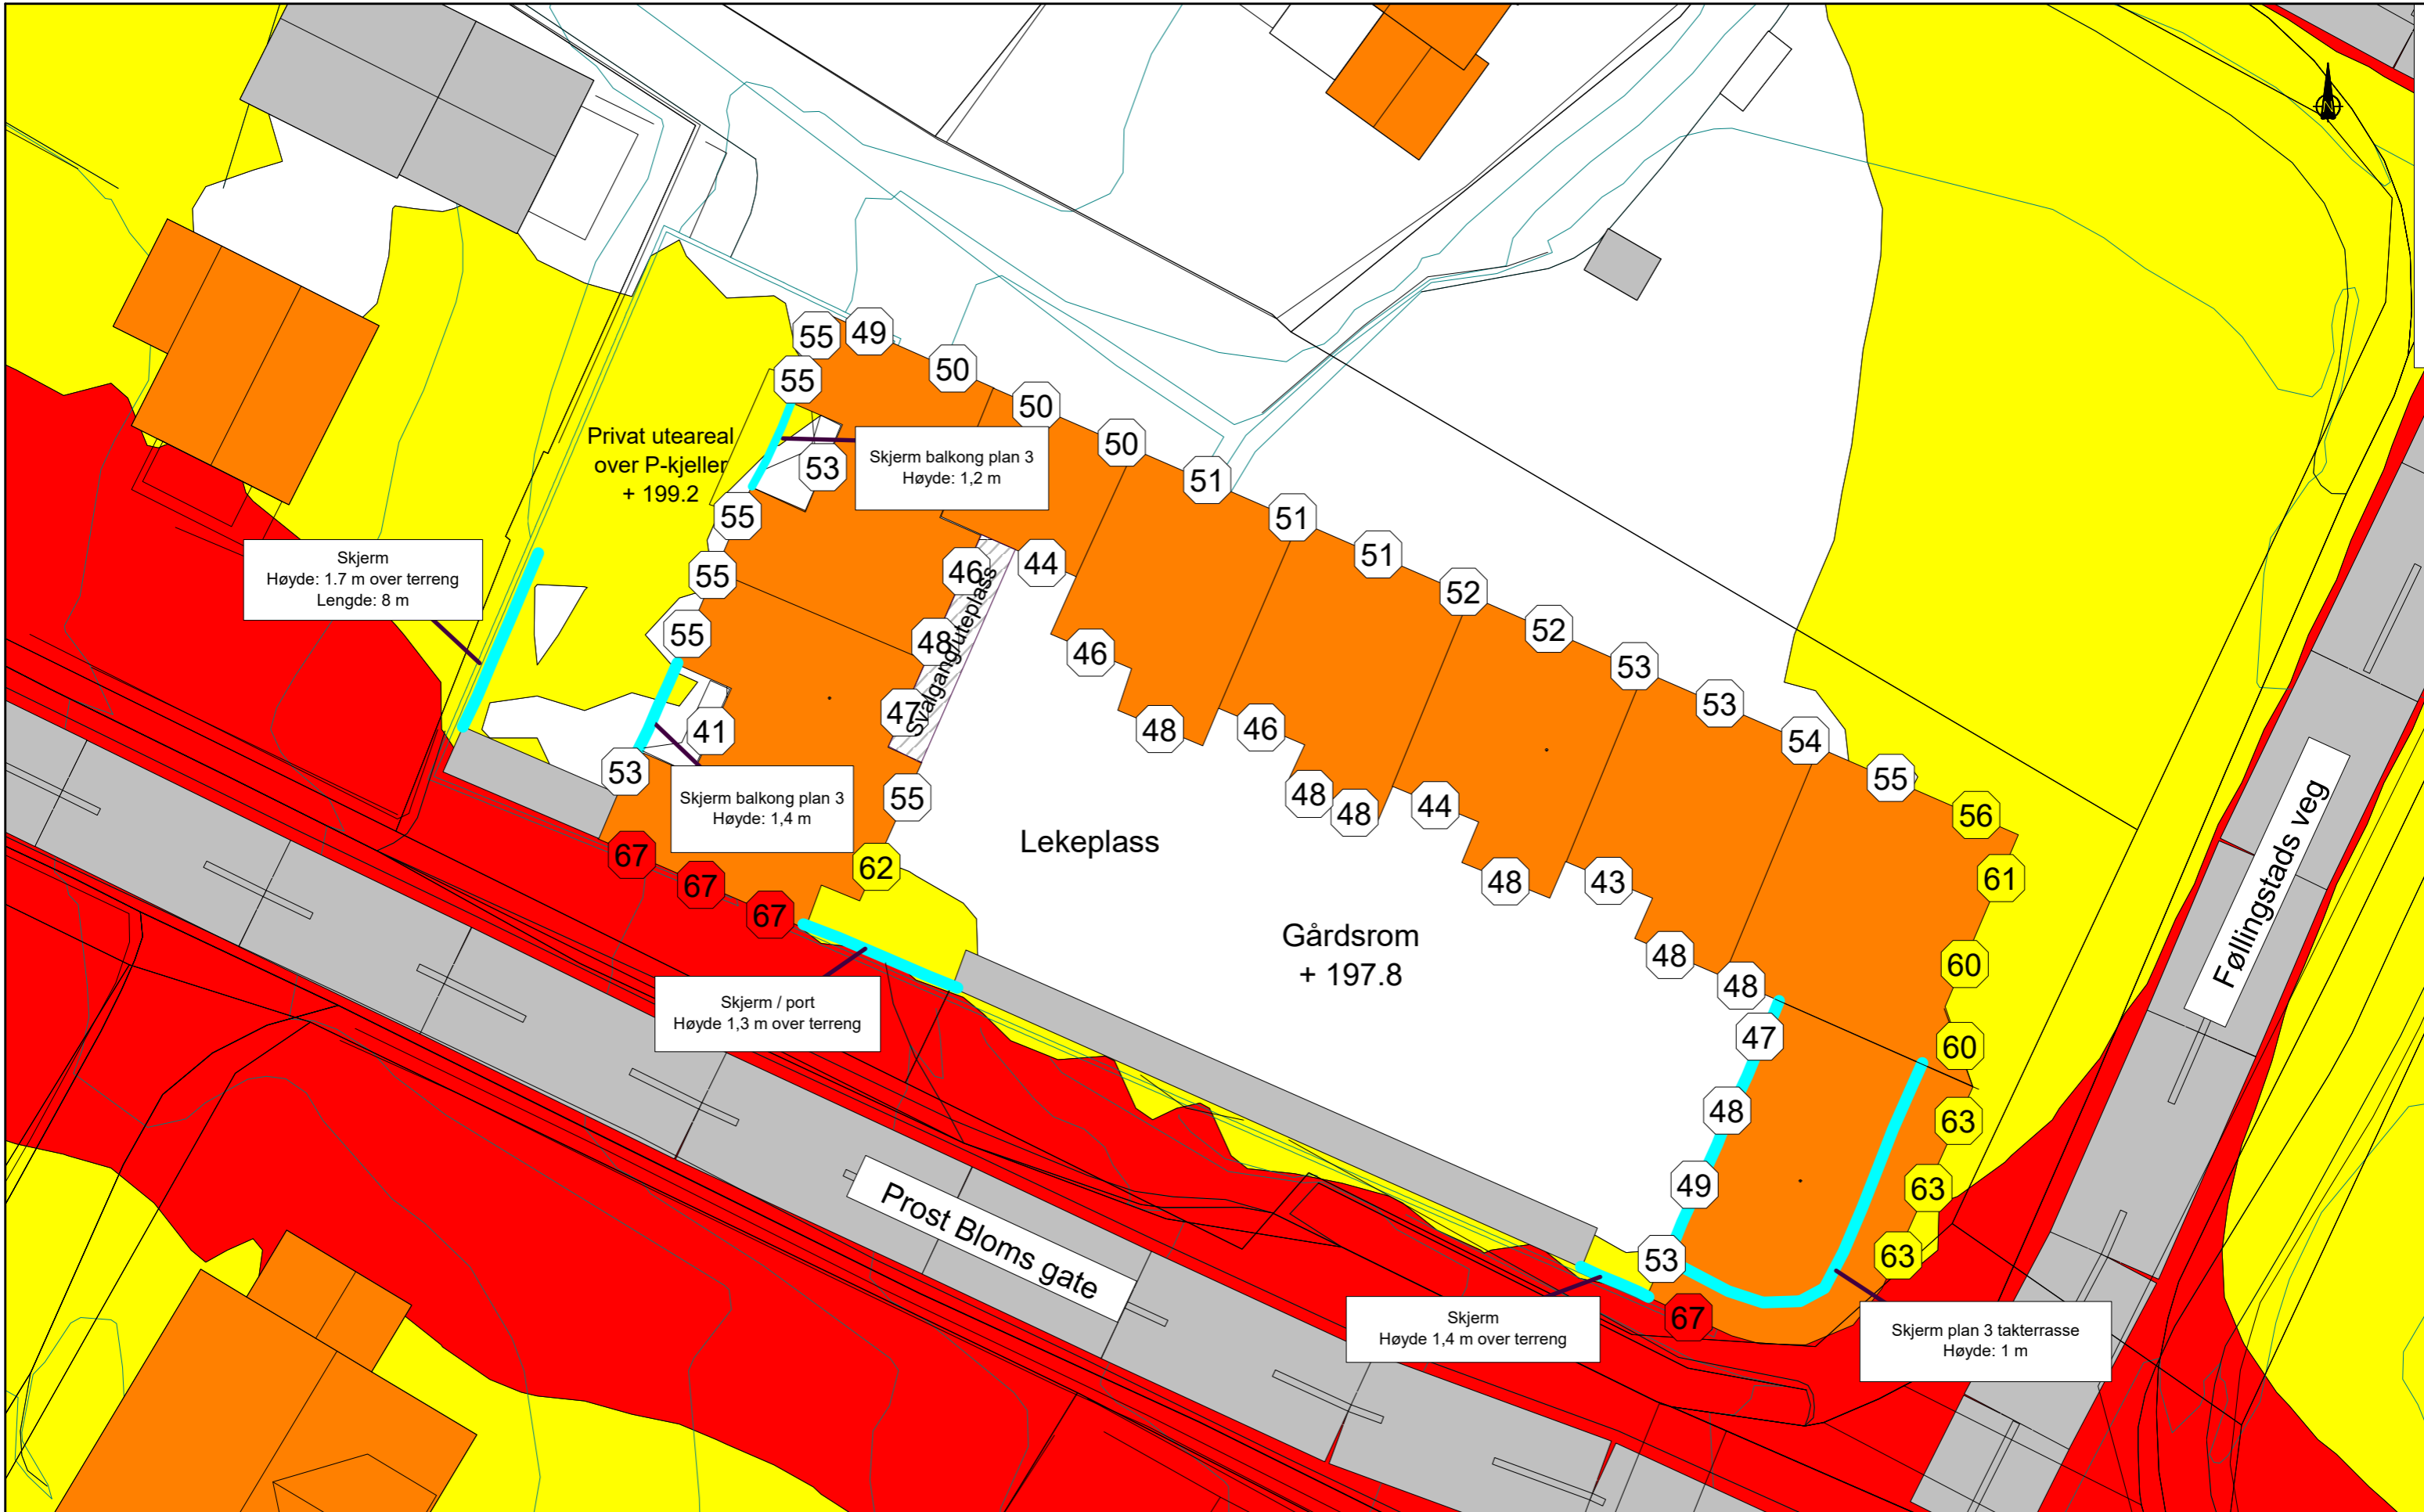 N
55
49
50
50
50
51
51
51
52
52
53
53
54
55
56
61
60
60
63
63
63
67
55
53
55
55
55
41
53
67
67
67
62
55
47
48
46
44
46
48
46
48
48
44
48
43
48
48
47
48
49
53
Privat uteareal
over P-kjeller
+ 199.2
Skjerm balkong plan 3
Høyde: 1,2 m
Skjerm
Høyde: 1.7 m over terreng
Lengde: 8 m
Svalgang/uteplass
Skjerm balkong plan 3
Høyde: 1,4 m
Lekeplass
Gårdsrom
+ 197.8
Føllingstads veg
Skjerm / port
Høyde 1,3 m over terreng
Prost Bloms gate
Skjerm
Høyde 1,4 m over terreng
Skjerm plan 3 takterrasse
Høyde: 1 m